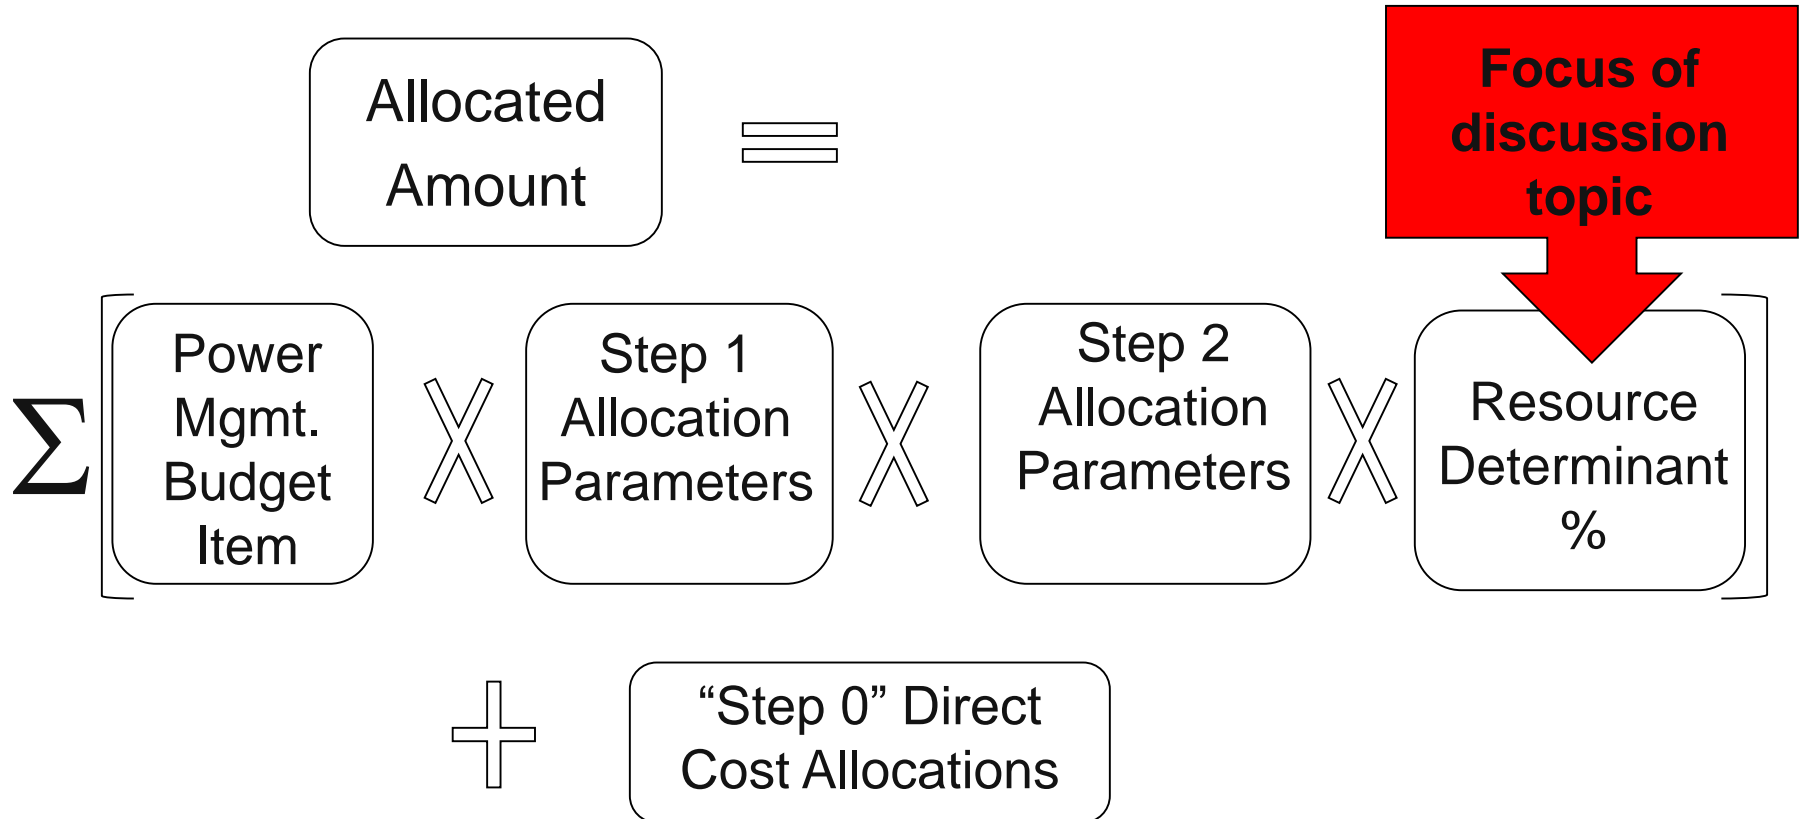 Allocated
Amount
=
Focus of
discussion
topic
Σ
[
Power
Mgmt.
Budget
Item
X
Step 1
Allocation
Parameters
X
Step 2
Allocation
Parameters
X
Resource
Determinant
%
]
+
“Step 0” Direct
Cost Allocations